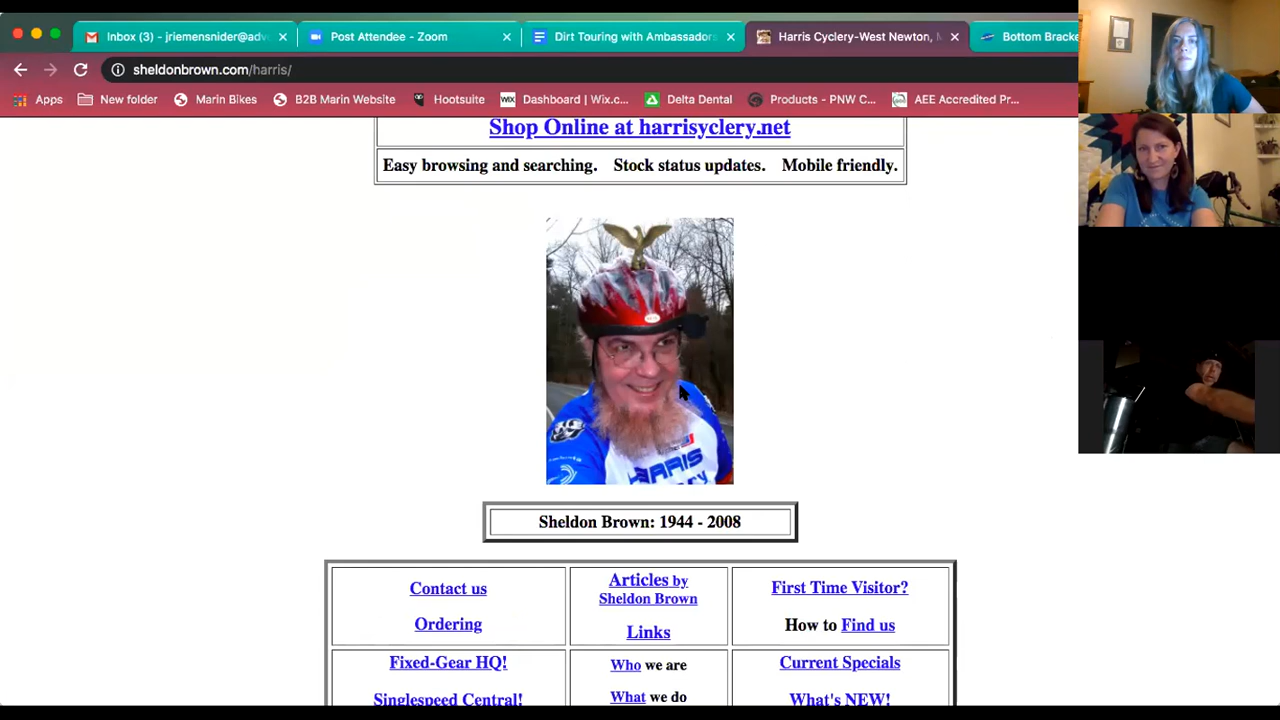 Inbox (3) - jriemensnider@adv
Post Attendee - Zoom
Dirt Touring with Ambassadors
Harris Cyclery-West Newton, M
Bottom Bracke
sheldonbrown.com/harris/
Apps
New folder
Marin Bikes
B2B Marin Website
Hootsuite
WIX
Dashboard | Wix.c...
Delta Dental
Products - PNW C...
AEE Accredited Pr...
Shop Online at harrisyclery.net
Easy browsing and searching. Stock status updates. Mobile friendly.
HARRIS
Sheldon Brown: 1944 - 2008
Contact us
Ordering
Articles by
Sheldon Brown
Links
First Time Visitor?
How to Find us
Fixed-Gear HQ!
Singlespeed Central!
Who we are
What we do
Current Specials
What's NEW!